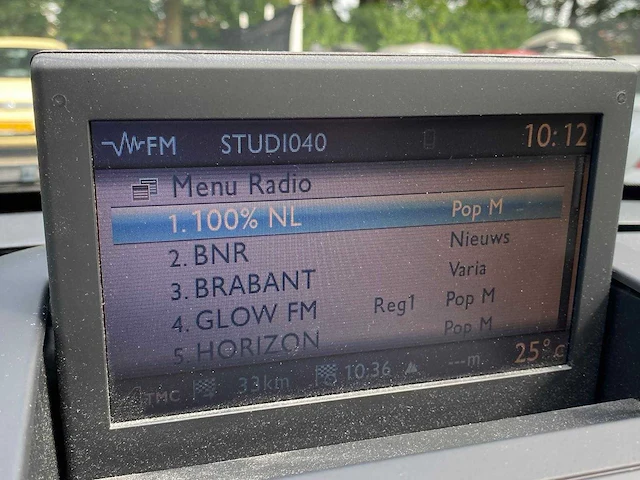 FM STUDIO40 10:12
Menu Radio
1. 100% NL Pop M
2. BNR Nieuws
3. BRABANT Varia
4. GLOW FM Reg1 Pop M
5. HORIZON Pop M
TMC 33km 10:36 ---m 25°C